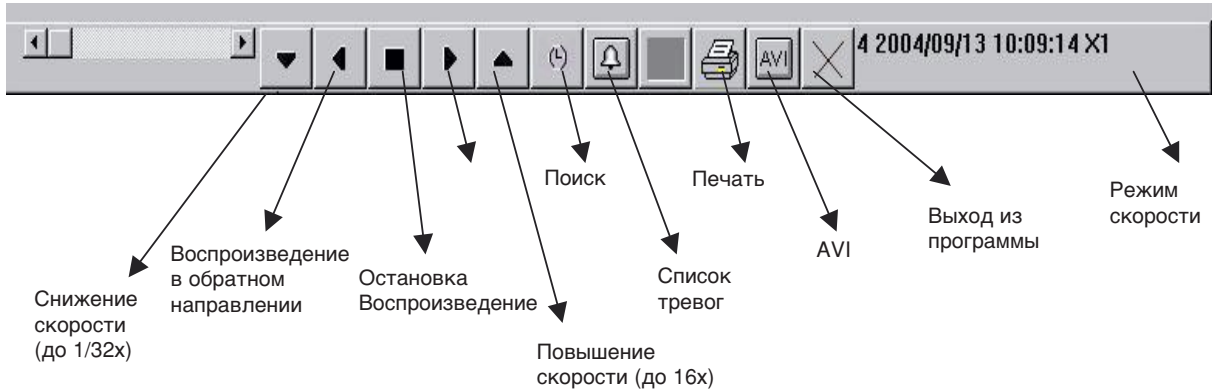 4 2004/09/13 10:09:14 X1
AVI
Поиск
Печать
Режим
скорости
Выход из
программы
AVI
Воспроизведение
в обратном
направлении
Остановка
Воспроизведение
Список
тревог
Снижение
скорости
(до 1/32x)
Повышение
скорости (до 16x)